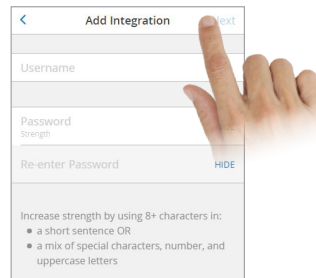 Add Integration
Username
Password
Strength
Re-enter Password HIDE
Increase strength by using 8+ characters in:
• a short sentence OR
• a mix of special characters, number, and
uppercase letters